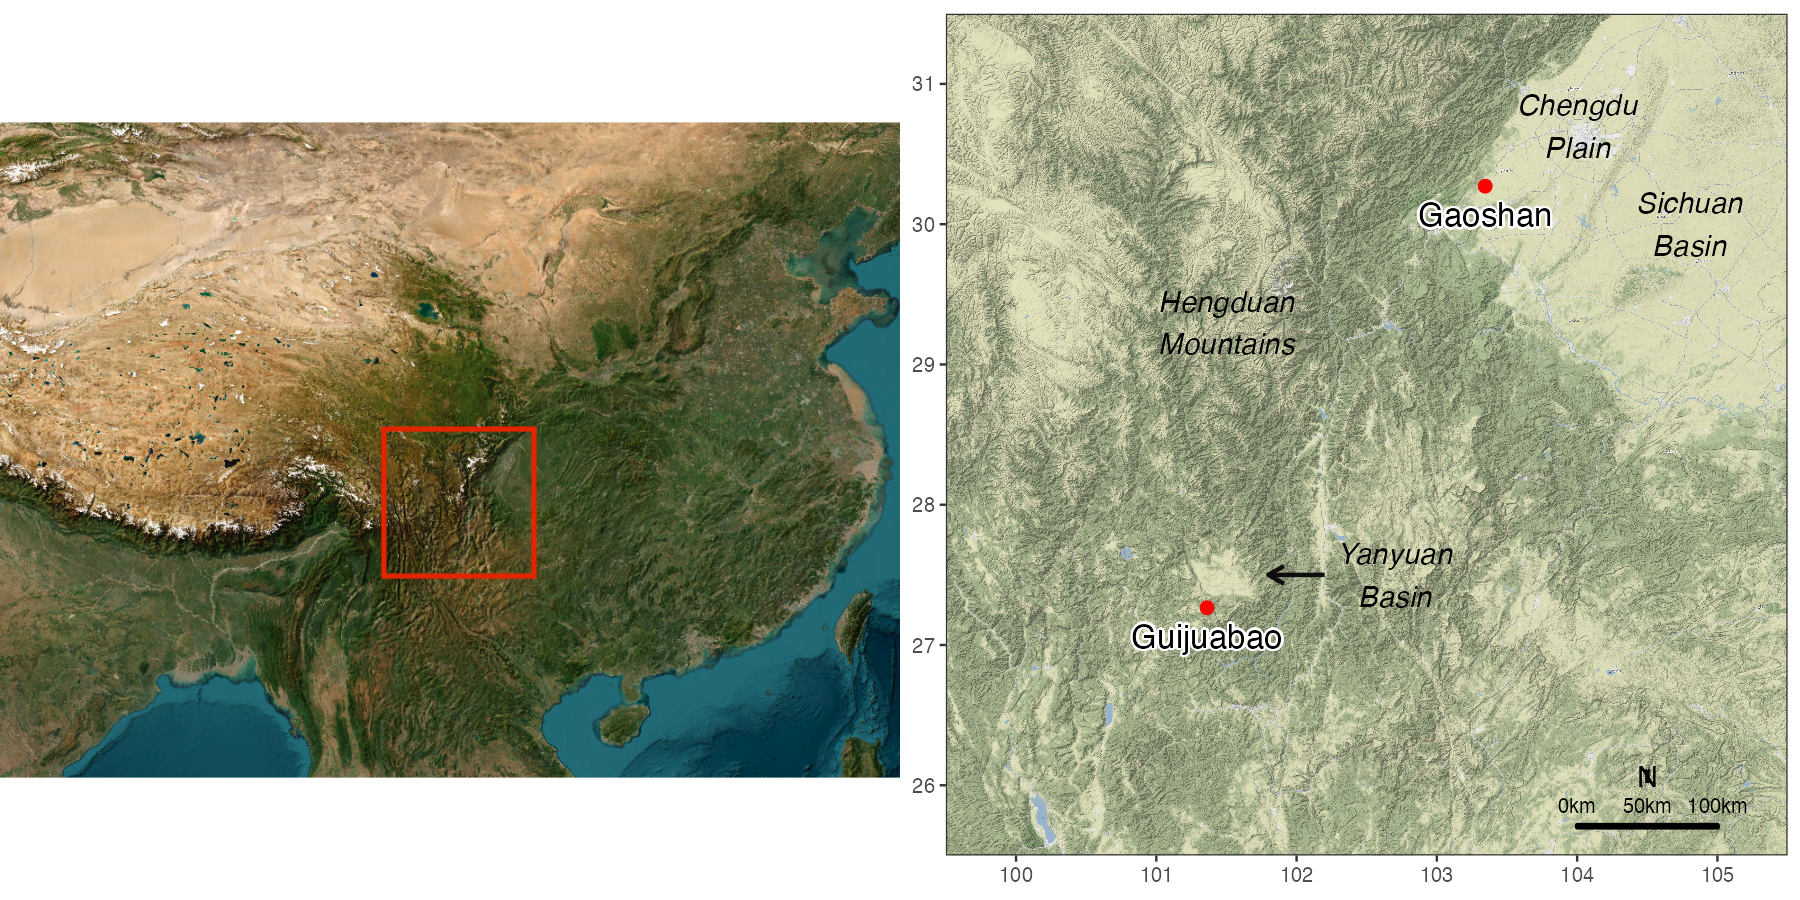 31
30
29
28
27
26
Chengdu
Plain
Gaoshan
Sichuan
Basin
Hengduan
Mountains
Yanyuan
Basin
Guijuabao
N
0km 50km 100km
100 101 102 103 104 105